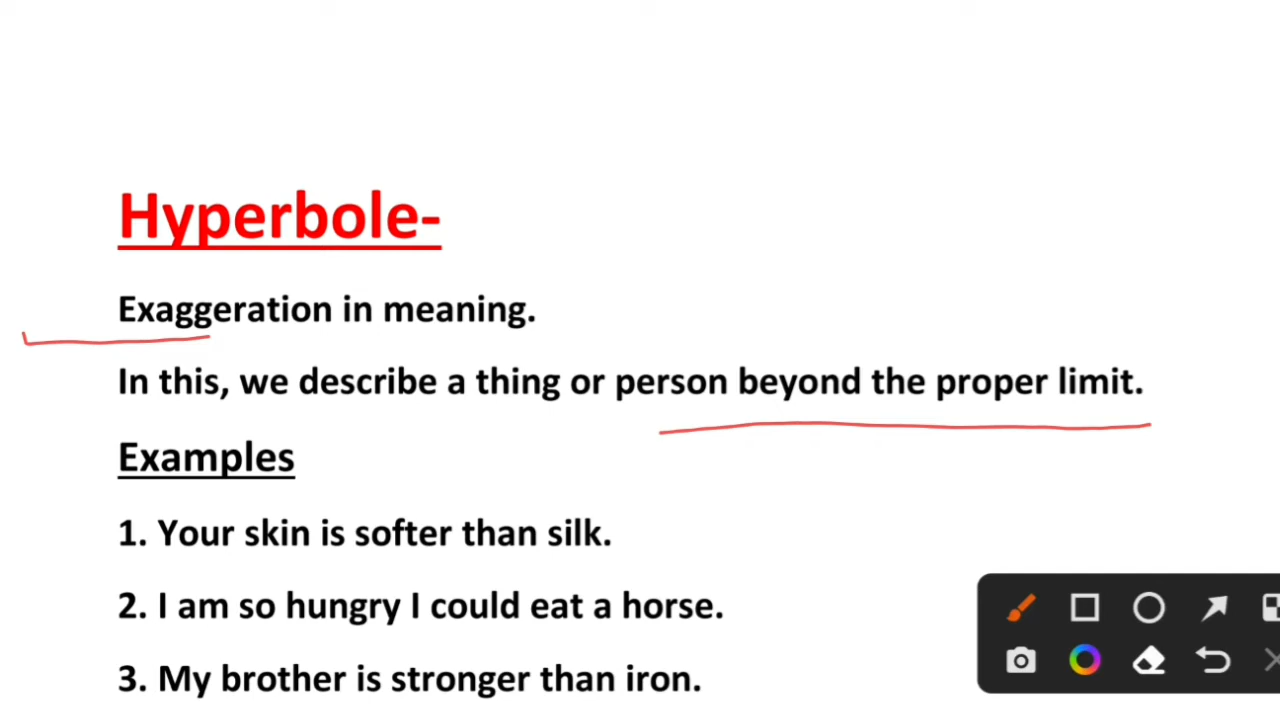 Hyperbole-
Exaggeration in meaning.
In this, we describe a thing or person beyond the proper limit.
Examples
1. Your skin is softer than silk.
2. I am so hungry I could eat a horse.
3. My brother is stronger than iron.